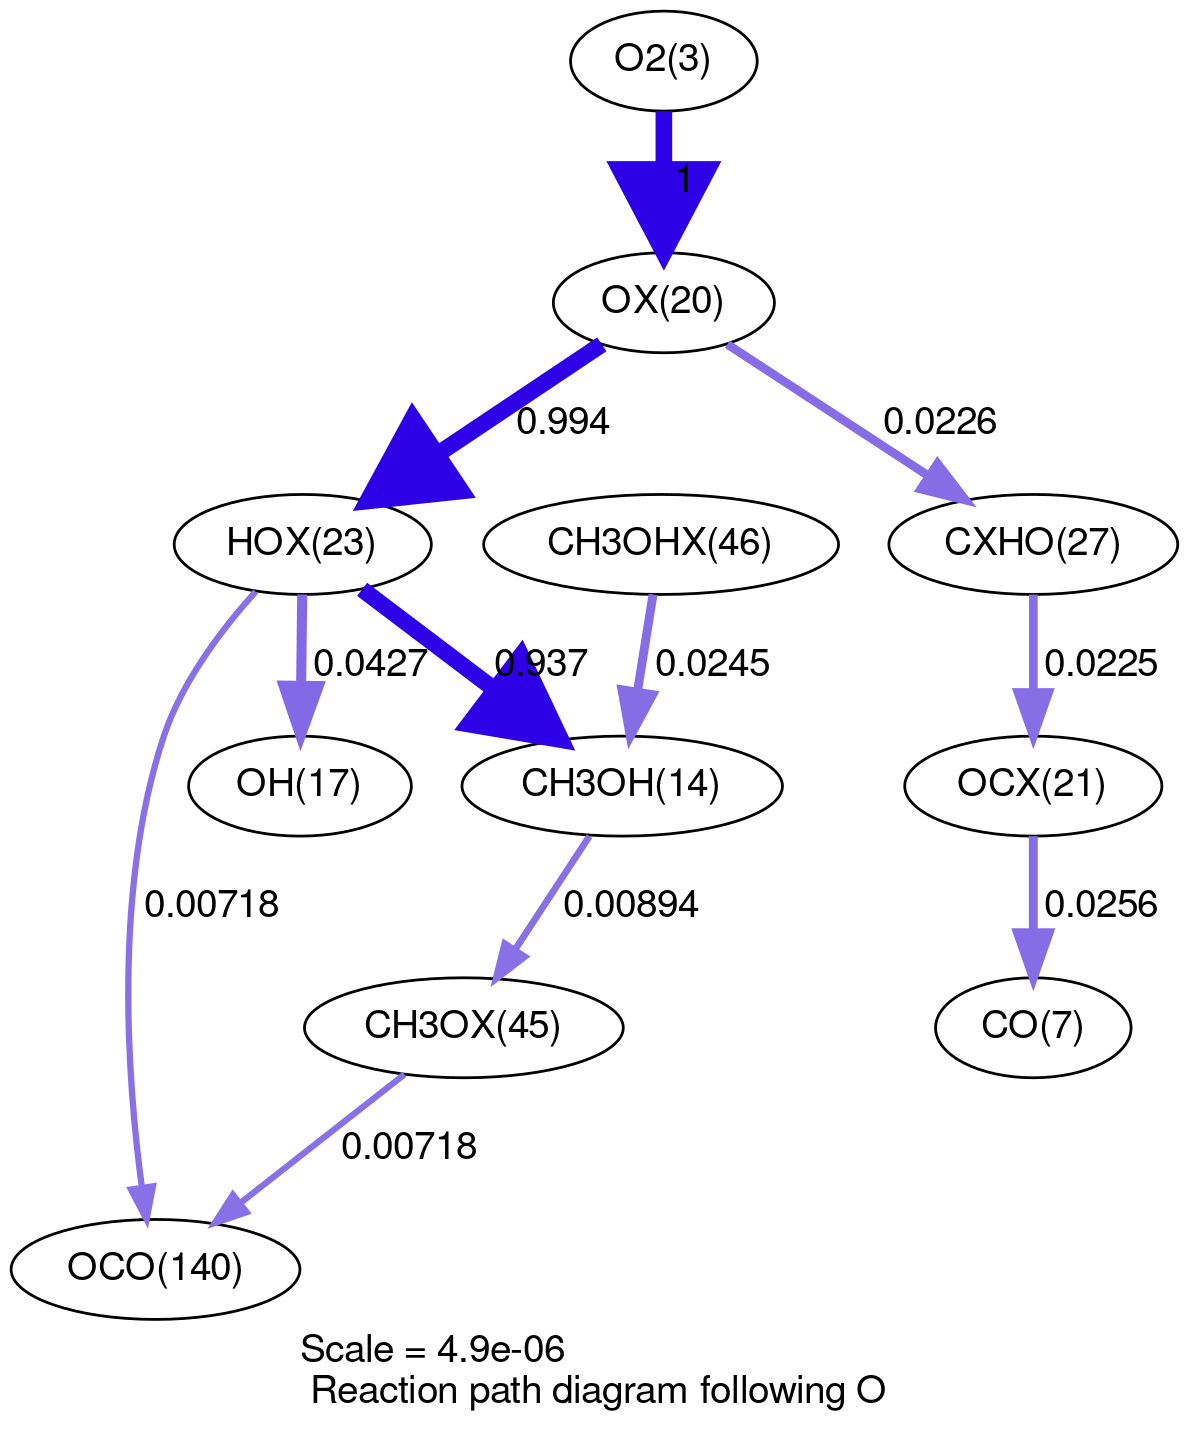 O2(3)
1
OX(20)
0.994
0.0226
HOX(23)
CH3OHX(46)
CXHO(27)
0.0427
0.937
0.0245
0.0225
OH(17)
CH3OH(14)
OCX(21)
0.00718
0.00894
0.0256
CH3OX(45)
CO(7)
0.00718
OCO(140)
Scale = 4.9e-06
Reaction path diagram following O